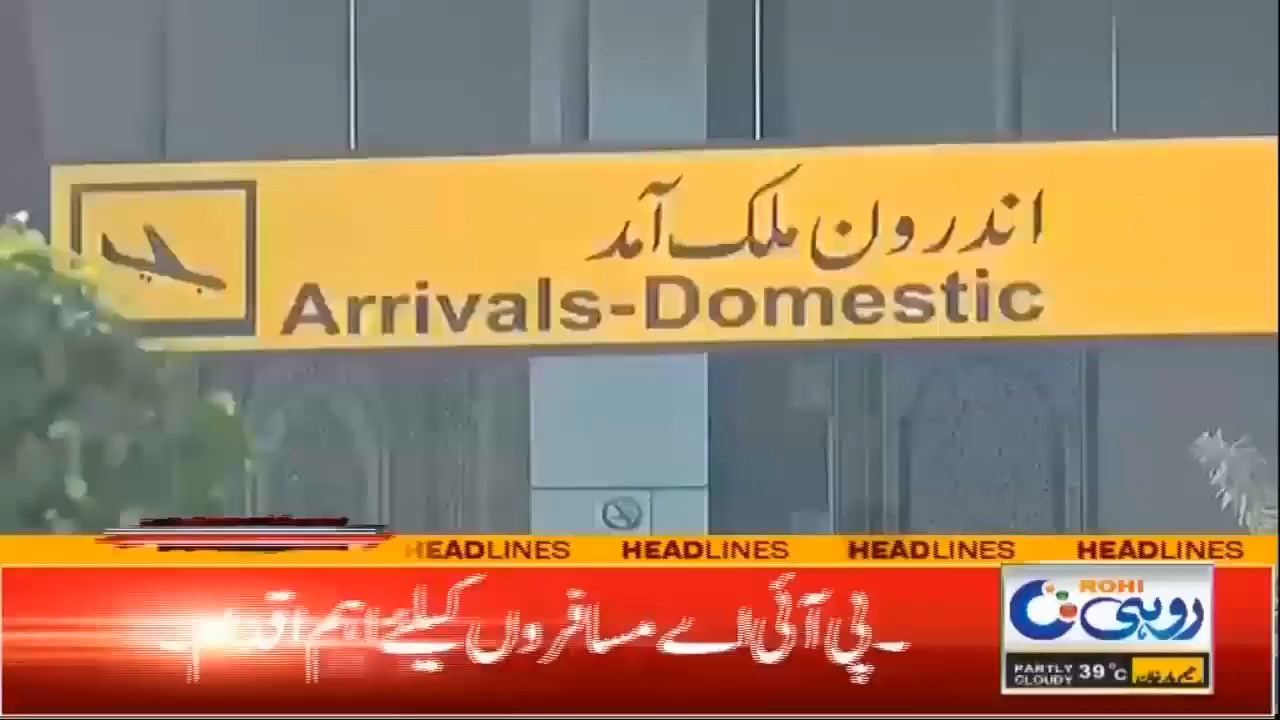 اندرون ملک آمد
Arrivals-Domestic
HEADLINES HEADLINES HEADLINES HEADLINES
پی آئی اے مسافروں کیلئے اہم اقدام۔
ROHI
روہی
PARTLY CLOUDY 39°C